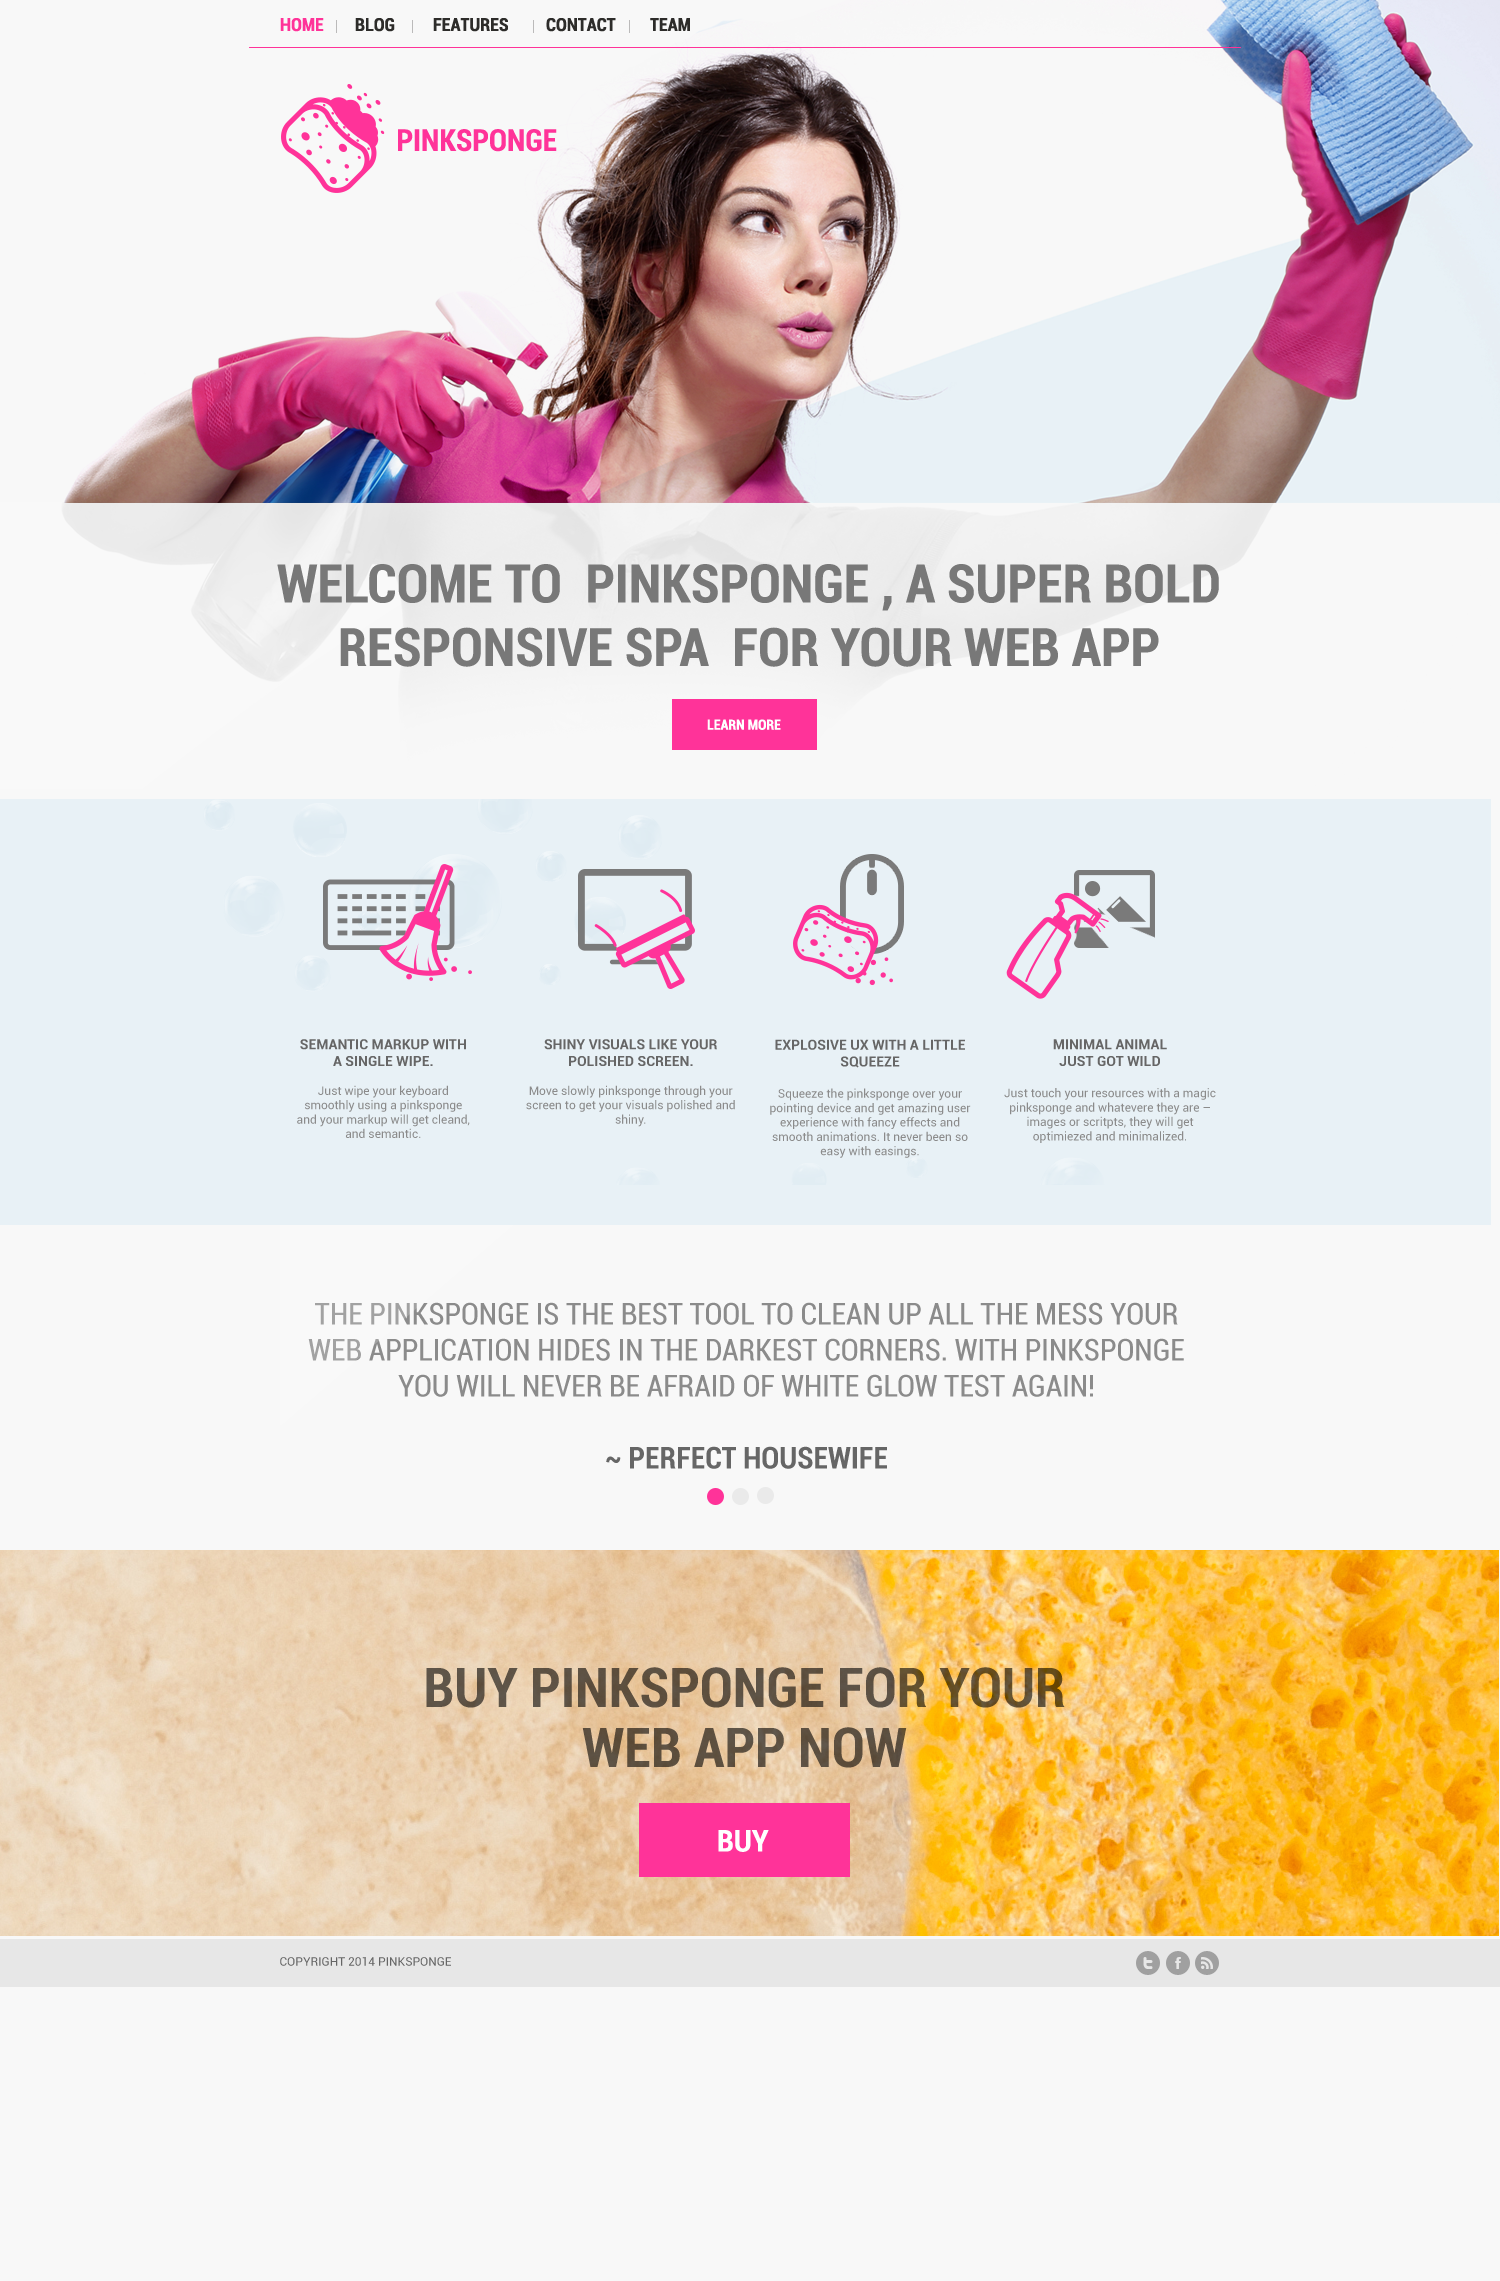 HOME BLOG FEATURES CONTACT TEAM
PINKSPONGE
WELCOME TO PINKSPONGE , A SUPER BOLD
RESPONSIVE SPA FOR YOUR WEB APP
LEARN MORE
SEMANTIC MARKUP WITH
A SINGLE WIPE.
Just wipe your keyboard
smoothly using a pinksponge
and your markup will get cleand,
and semantic.
SHINY VISUALS LIKE YOUR
POLISHED SCREEN.
Move slowly pinksponge through your
screen to get your visuals polished and
shiny.
EXPLOSIVE UX WITH A LITTLE
SQUEEZE
Squeeze the pinksponge over your
pointing device and get amazing user
experience with fancy effects and
smooth animations. It never been so
easy with easings.
MINIMAL ANIMAL
JUST GOT WILD
Just touch your resources with a magic
pinksponge and whatevere they are –
images or scritpts, they will get
optimiezed and minimalized.
THE PINKSPONGE IS THE BEST TOOL TO CLEAN UP ALL THE MESS YOUR
WEB APPLICATION HIDES IN THE DARKEST CORNERS. WITH PINKSPONGE
YOU WILL NEVER BE AFRAID OF WHITE GLOW TEST AGAIN!
~ PERFECT HOUSEWIFE
BUY PINKSPONGE FOR YOUR
WEB APP NOW
BUY
COPYRIGHT 2014 PINKSPONGE